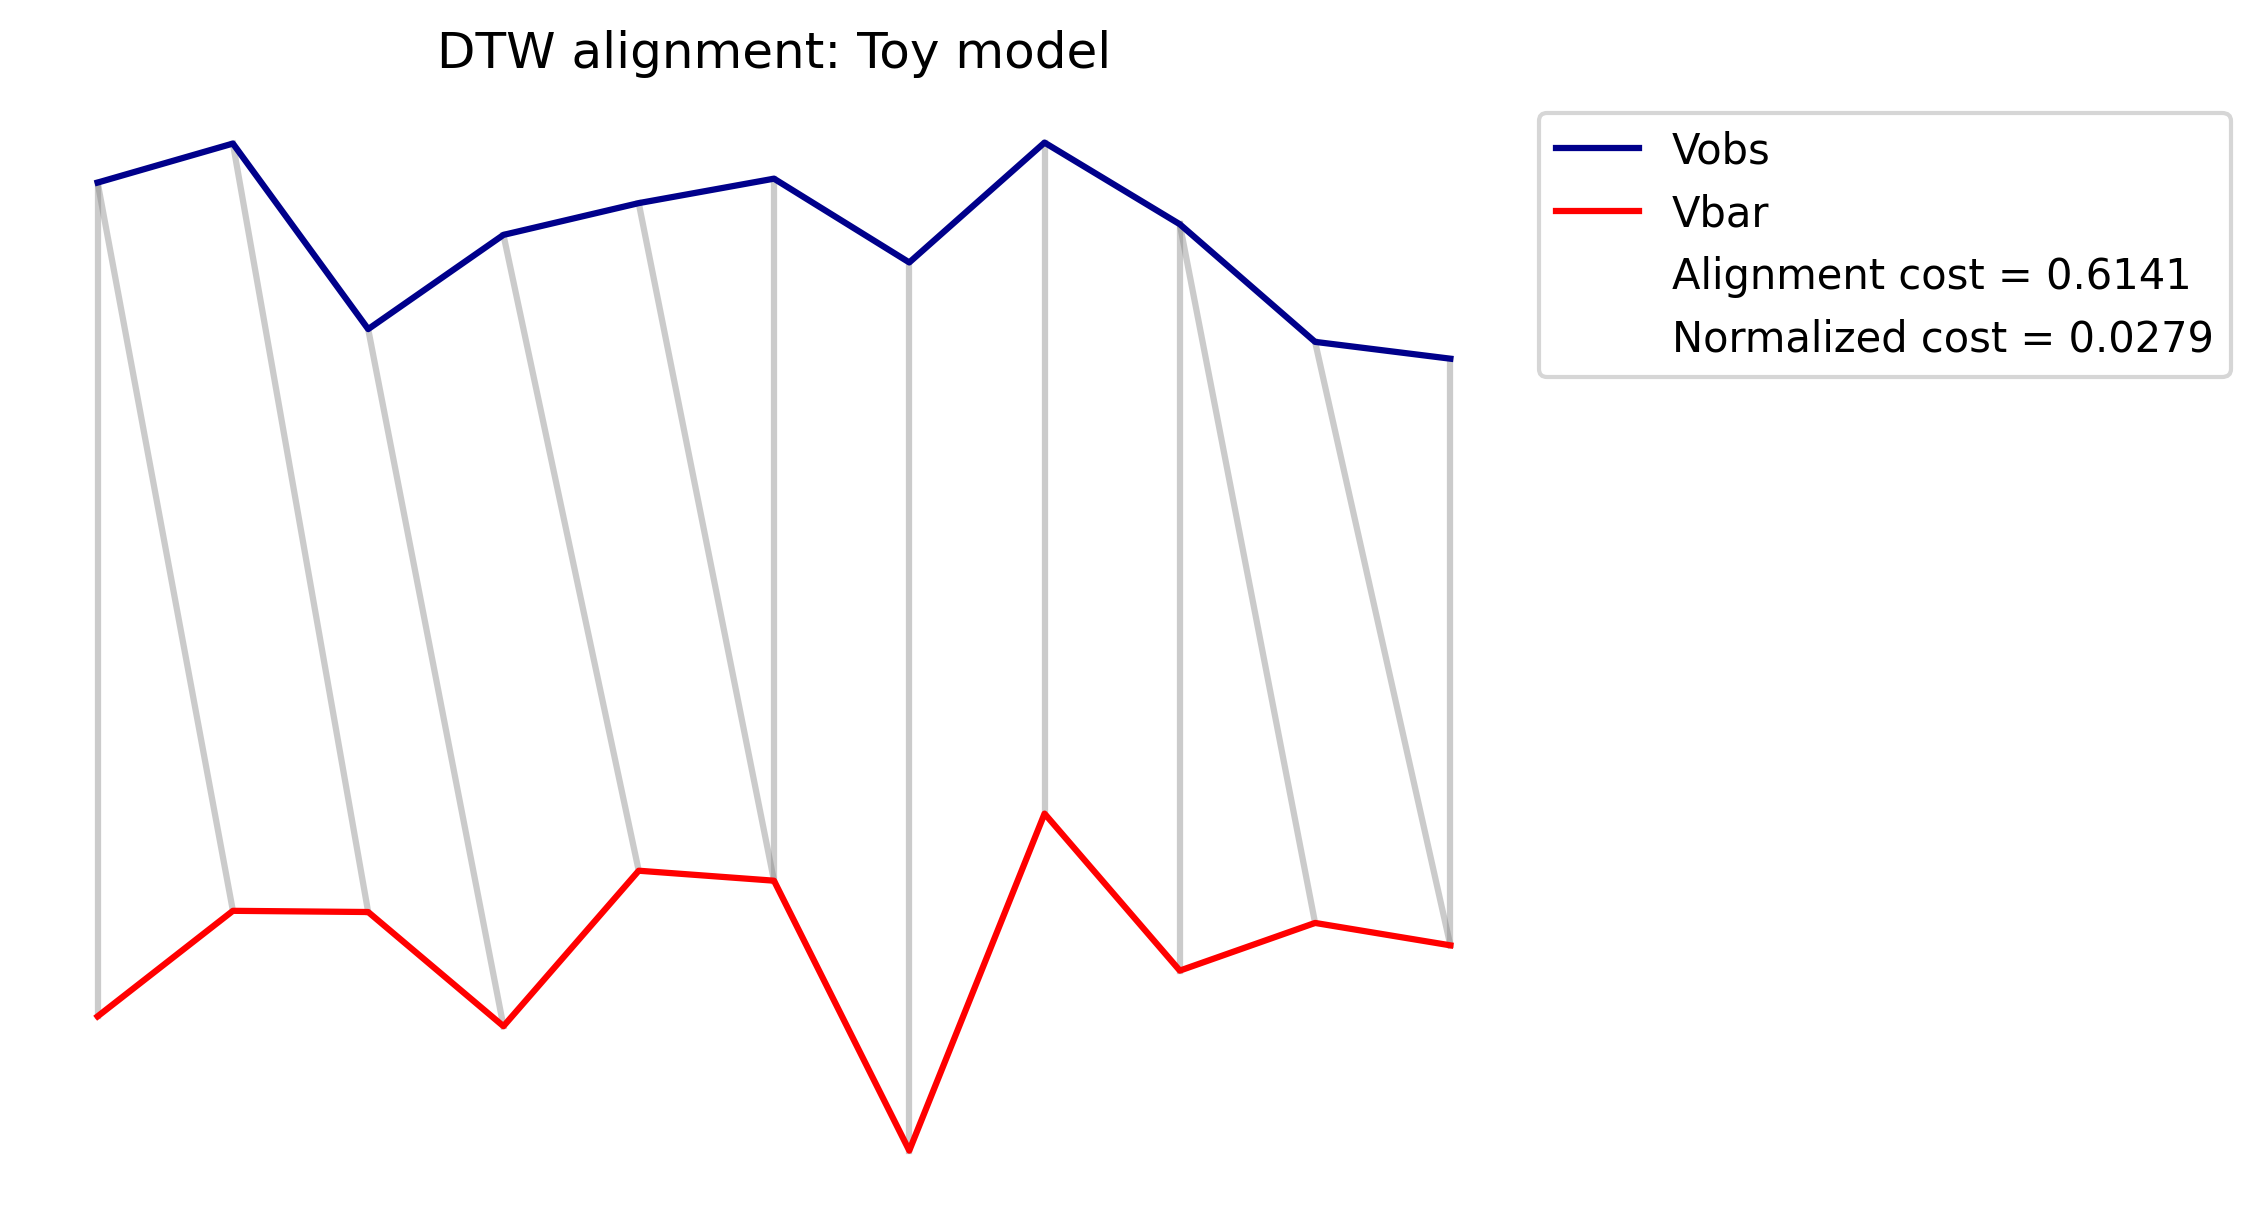 DTW alignment: Toy model
Vobs
Vbar
Alignment cost = 0.6141
Normalized cost = 0.0279